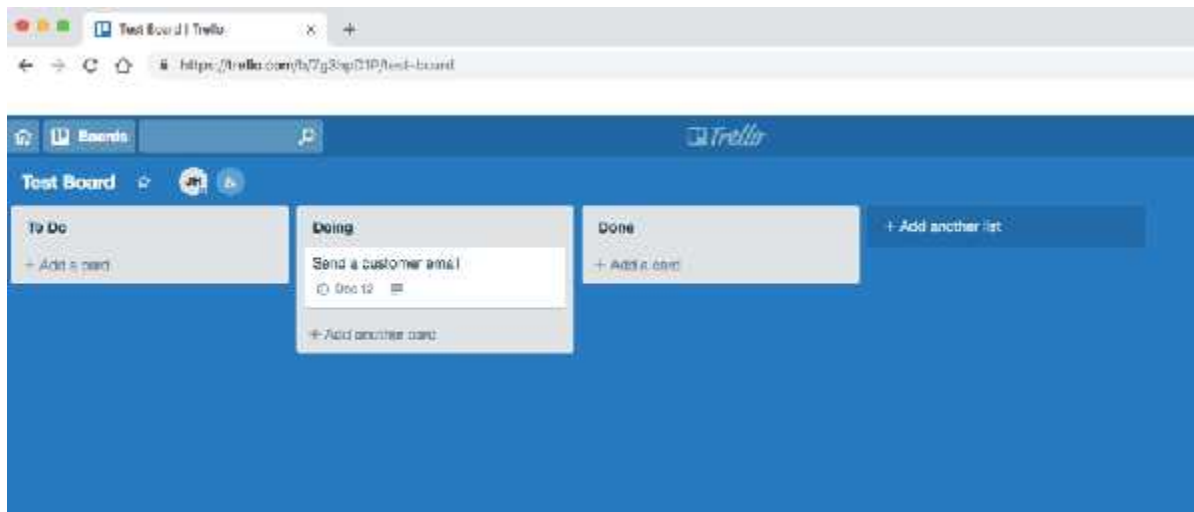 Test Board | Trello
https://trello.com/b/
/test-board
Boards
Trello
Test Board
JM
To Do
Doing
Done
+ Add another list
+ Add a card
Send a customer email
+ Add a card
Dec 12
+ Add another card